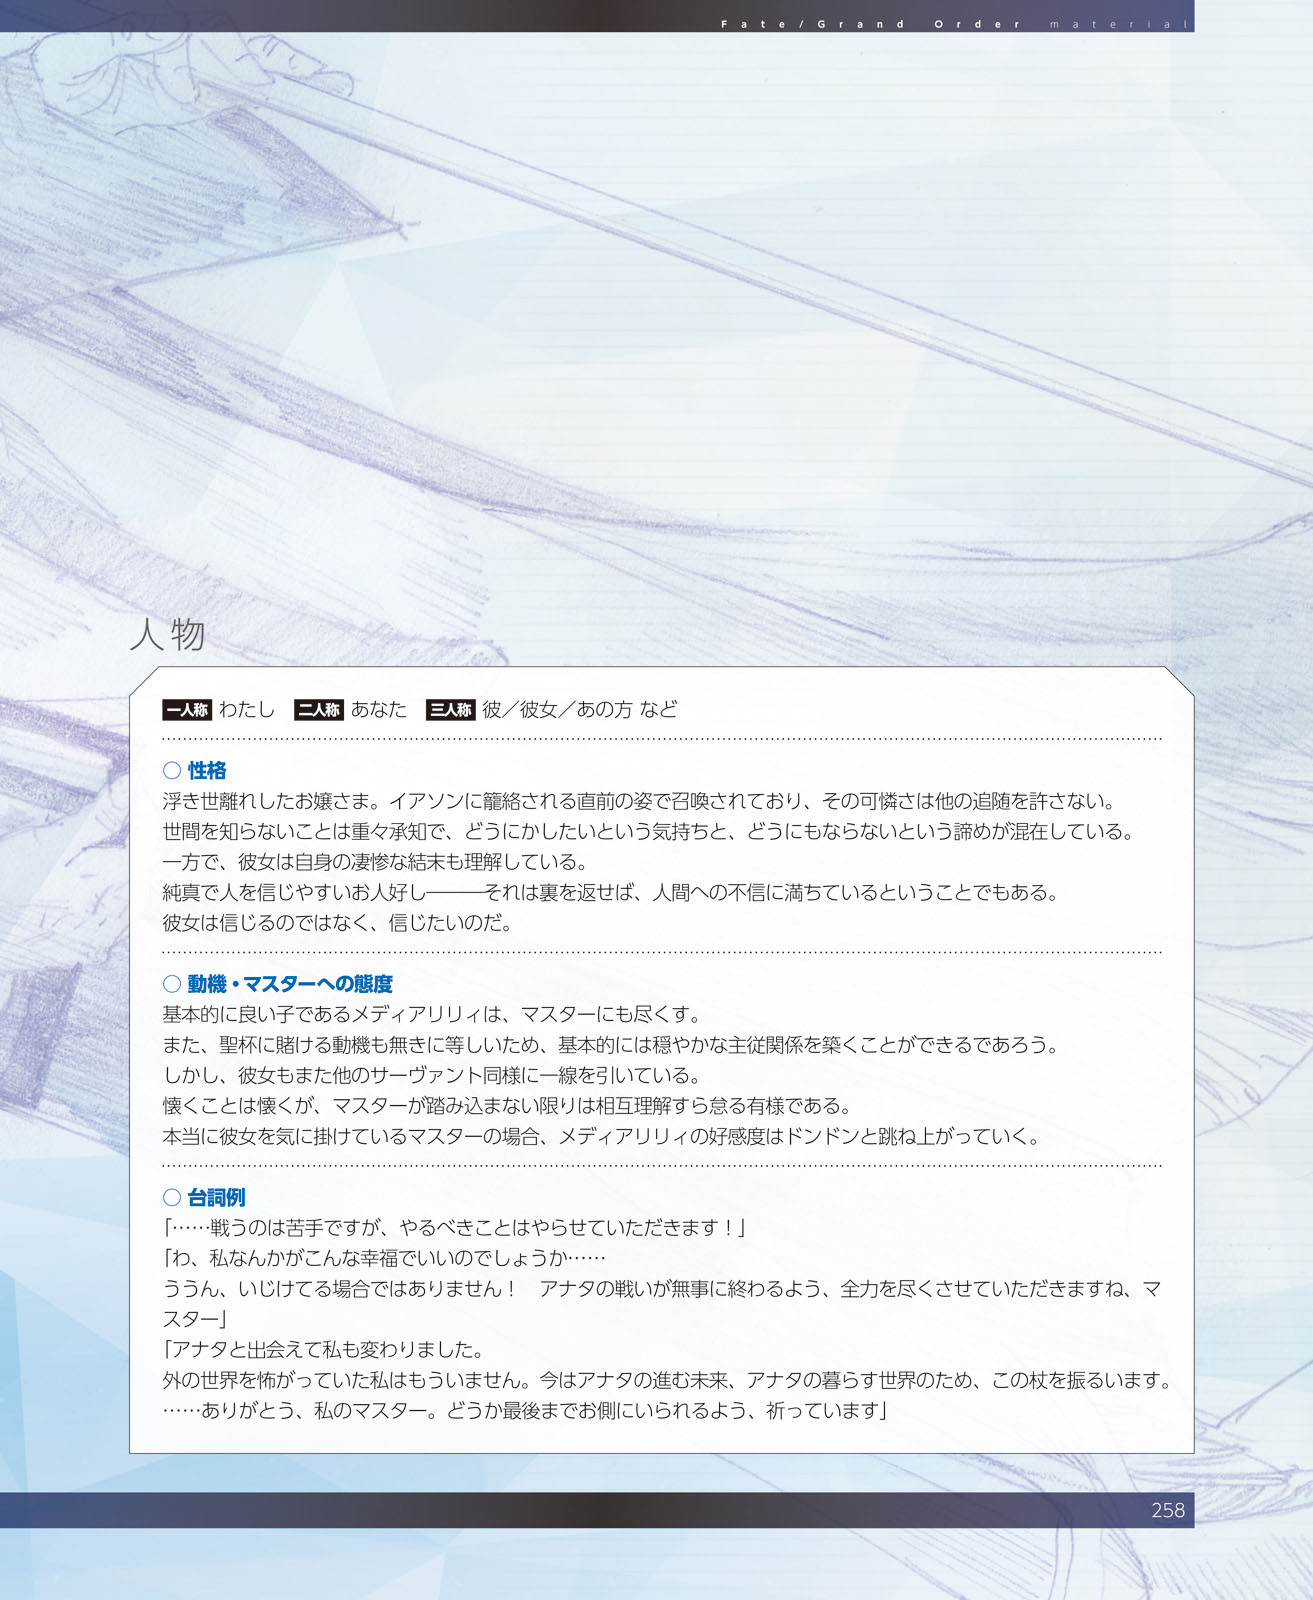 Fate/Grand Order material
人物
一人称 わたし 二人称 あなた 三人称 彼／彼女／あの方 など
○ 性格
浮き世離れしたお嬢さま。イアソンに籠絡される直前の姿で召喚されており、その可憐さは他の追随を許さない。
世間を知らないことは重々承知で、どうにかしたいという気持ちと、どうにもならないという諦めが混在している。
一方で、彼女は自身の凄惨な結末も理解している。
純真で人を信じやすいお人好し―――それは裏を返せば、人間への不信に満ちているということでもある。
彼女は信じるのではなく、信じたいのだ。
○ 動機・マスターへの態度
基本的に良い子であるメディアリリィは、マスターにも尽くす。
また、聖杯に賭ける動機も無きに等しいため、基本的には穏やかな主従関係を築くことができるであろう。
しかし、彼女もまた他のサーヴァント同様に一線を引いている。
懐くことは懐くが、マスターが踏み込まない限りは相互理解すら怠る有様である。
本当に彼女を気に掛けているマスターの場合、メディアリリィの好感度はドンドンと跳ね上がっていく。
○ 台詞例
「……戦うのは苦手ですが、やるべきことはやらせていただきます！」
「わ、私なんかがこんな幸福でいいのでしょうか……
ううん、いじけてる場合ではありません！　アナタの戦いが無事に終わるよう、全力を尽くさせていただきますね、マ
スター」
「アナタと出会えて私も変わりました。
外の世界を怖がっていた私はもういません。今はアナタの進む未来、アナタの暮らす世界のため、この杖を振るいます。
……ありがとう、私のマスター。どうか最後までお側にいられるよう、祈っています」
258